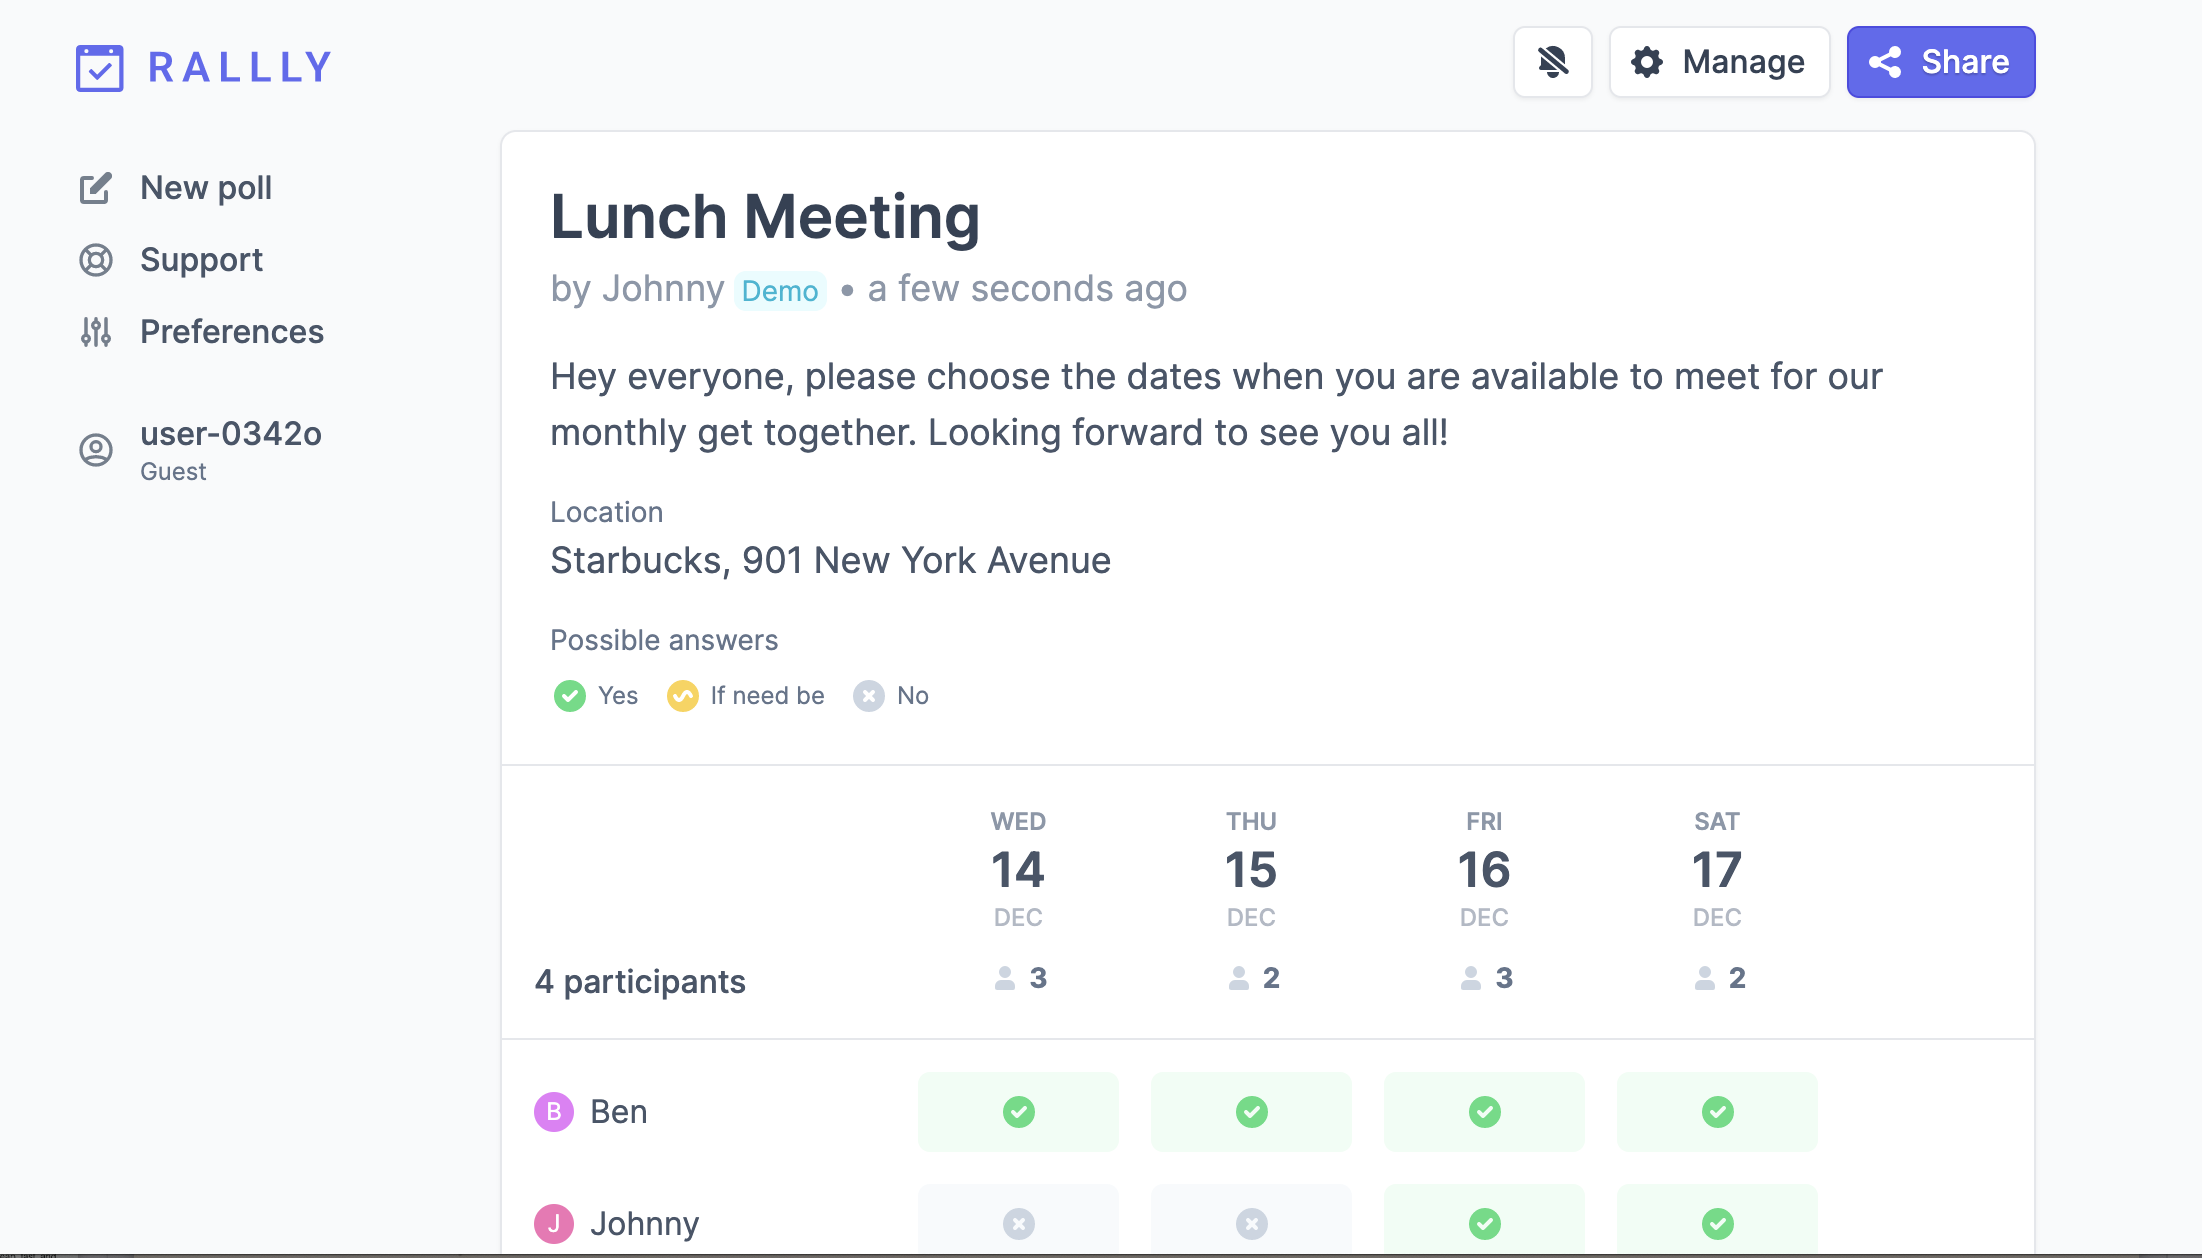 RALLLY
Manage
Share
New poll
Support
Preferences
user-0342o
Guest
Lunch Meeting
by Johnny Demo • a few seconds ago
Hey everyone, please choose the dates when you are available to meet for our
monthly get together. Looking forward to see you all!
Location
Starbucks, 901 New York Avenue
Possible answers
Yes If need be No
WED THU FRI SAT
14 15 16 17
DEC DEC DEC DEC
4 participants 3 2 3 2
B Ben
J Johnny